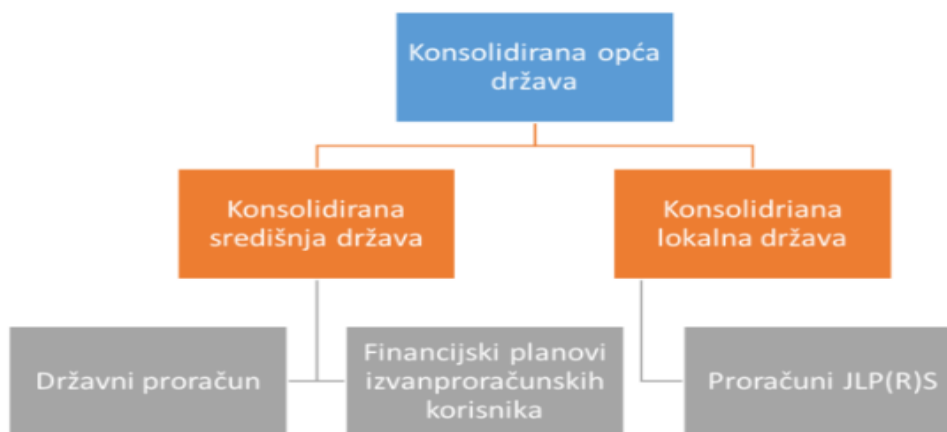 Konsolidirana opća
država
Konsolidirana
središnja država
Konsolidriana
lokalna država
Državni proračun
Financijski planovi
izvanproračunskih
korisnika
Proračuni JLP(R)S